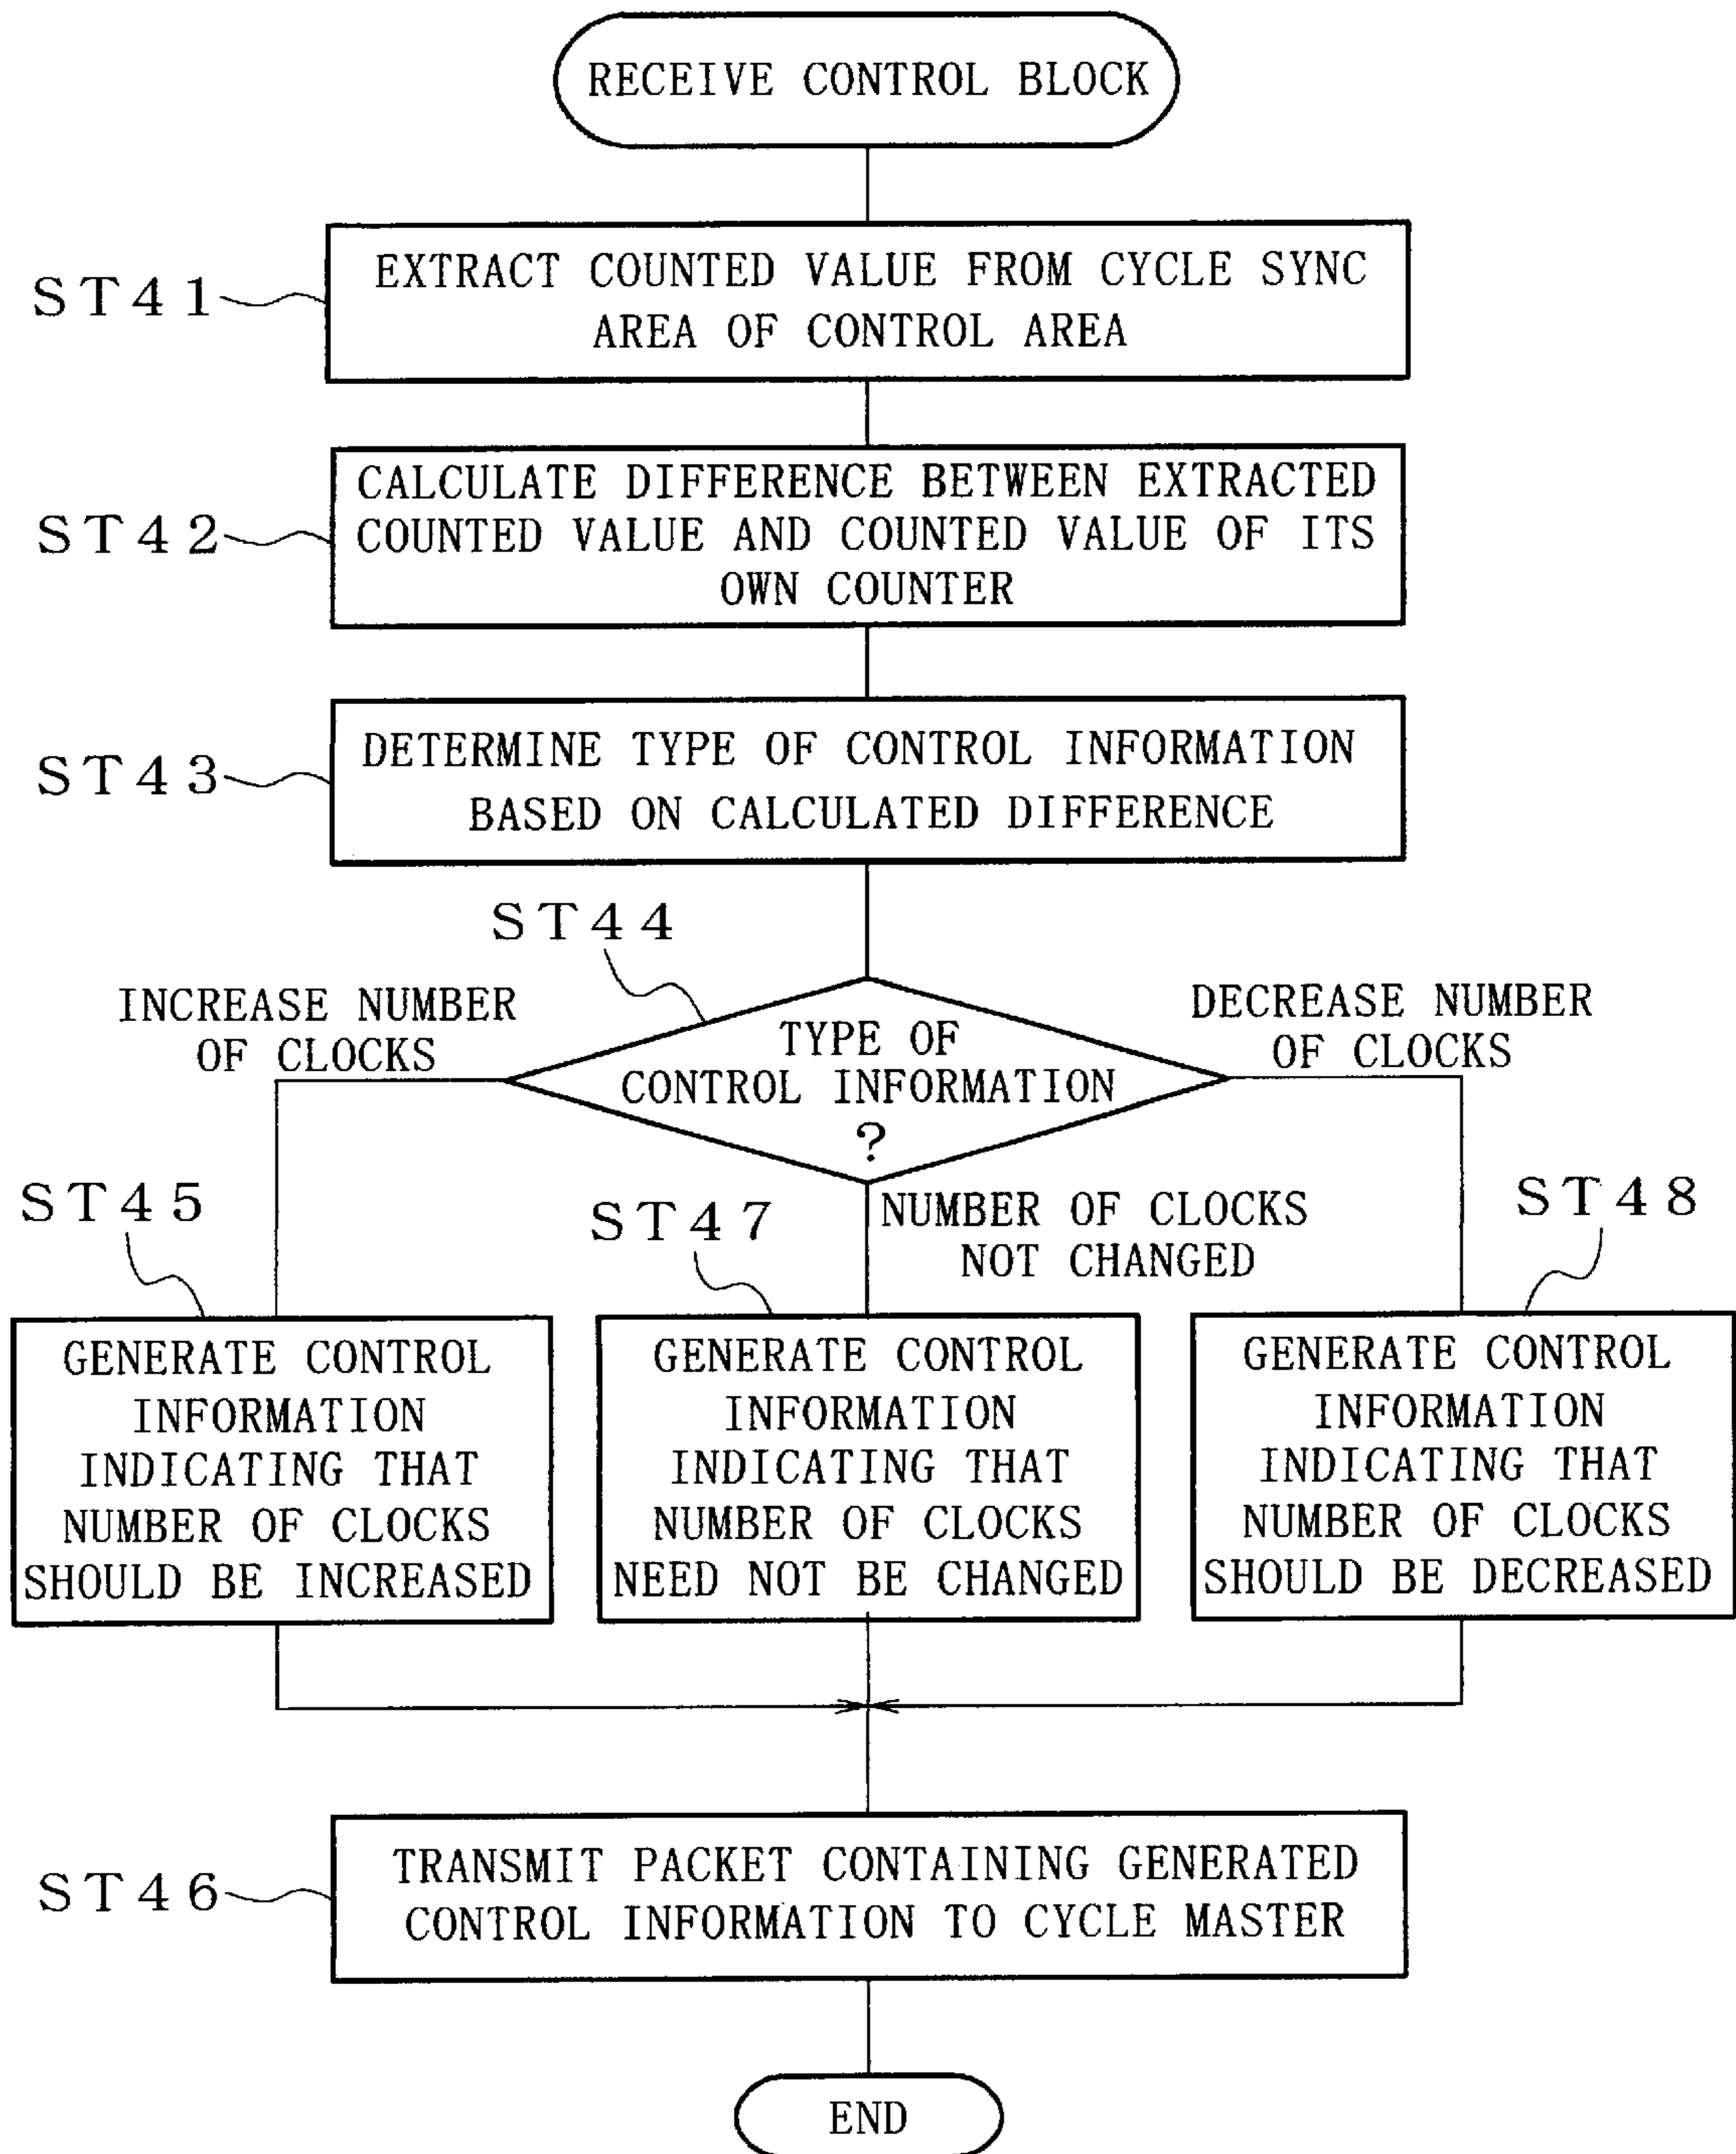 RECEIVE CONTROL BLOCK
ST41
EXTRACT COUNTED VALUE FROM CYCLE SYNC
AREA OF CONTROL AREA
ST42
CALCULATE DIFFERENCE BETWEEN EXTRACTED
COUNTED VALUE AND COUNTED VALUE OF ITS
OWN COUNTER
ST43
DETERMINE TYPE OF CONTROL INFORMATION
BASED ON CALCULATED DIFFERENCE
ST44
TYPE OF
CONTROL INFORMATION
?
INCREASE NUMBER
OF CLOCKS
DECREASE NUMBER
OF CLOCKS
NUMBER OF CLOCKS
NOT CHANGED
ST45
GENERATE CONTROL
INFORMATION
INDICATING THAT
NUMBER OF CLOCKS
SHOULD BE INCREASED
ST47
GENERATE CONTROL
INFORMATION
INDICATING THAT
NUMBER OF CLOCKS
NEED NOT BE CHANGED
ST48
GENERATE CONTROL
INFORMATION
INDICATING THAT
NUMBER OF CLOCKS
SHOULD BE DECREASED
ST46
TRANSMIT PACKET CONTAINING GENERATED
CONTROL INFORMATION TO CYCLE MASTER
END